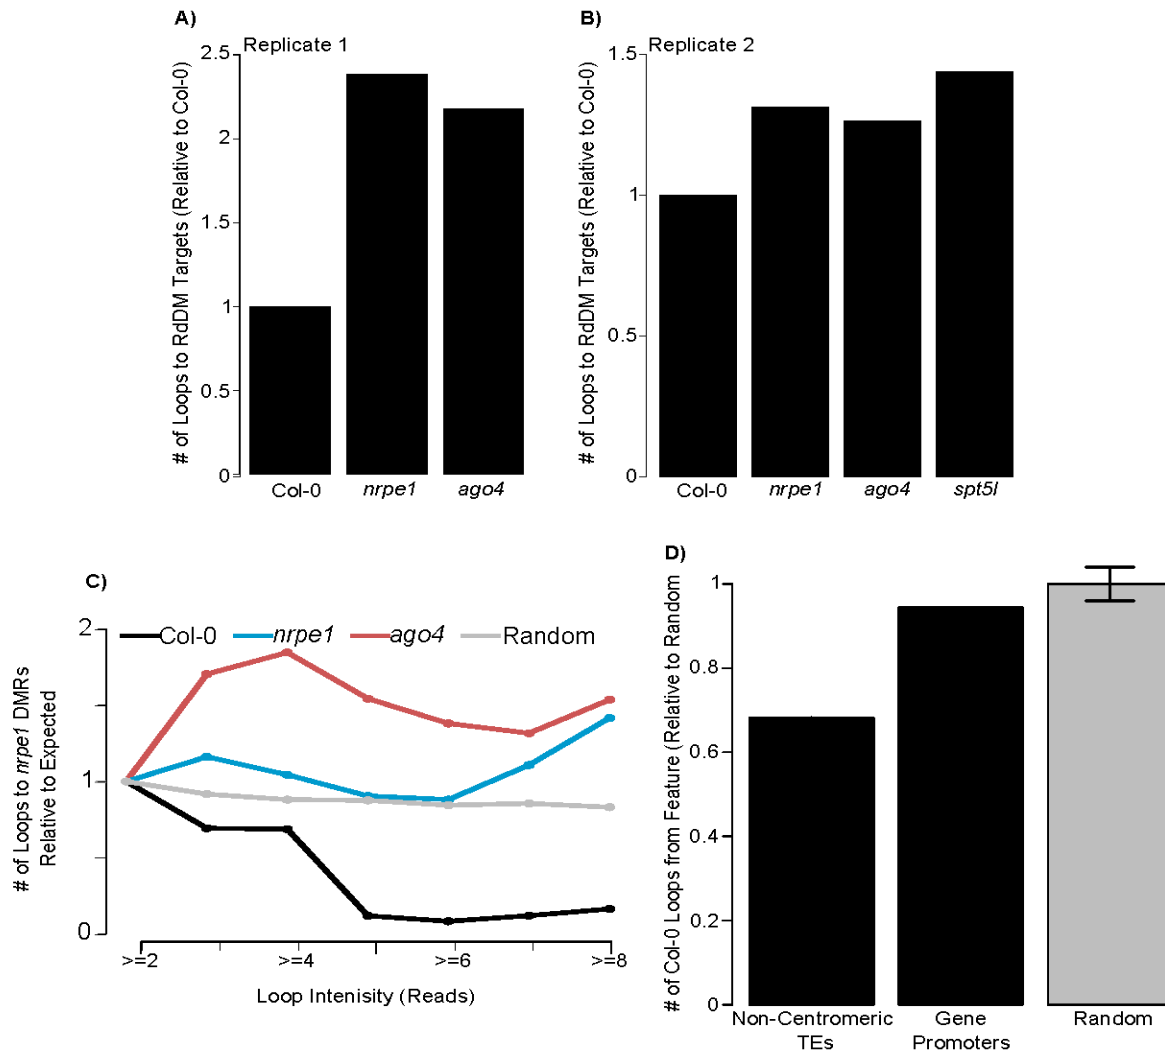 A)
Replicate 1
# of Loops to RdDM Targets (Relative to Col-0)
2.5
2
1.5
1
0.5
0
Col-0 nrpe1 ago4
B)
Replicate 2
# of Loops to RdDM Targets (Relative to Col-0)
1.5
1
0.5
0
Col-0 nrpe1 ago4 spt5l
C)
Col-0 nrpe1 ago4 Random
# of Loops to nrpe1 DMRs
Relative to Expected
2
1
0
>=2 >=4 >=6 >=8
Loop Intenisity (Reads)
D)
# of Col-0 Loops from Feature (Relative to Random
1
0.8
0.6
0.4
0.2
0
Non-Centromeric
TEs
Gene
Promoters
Random